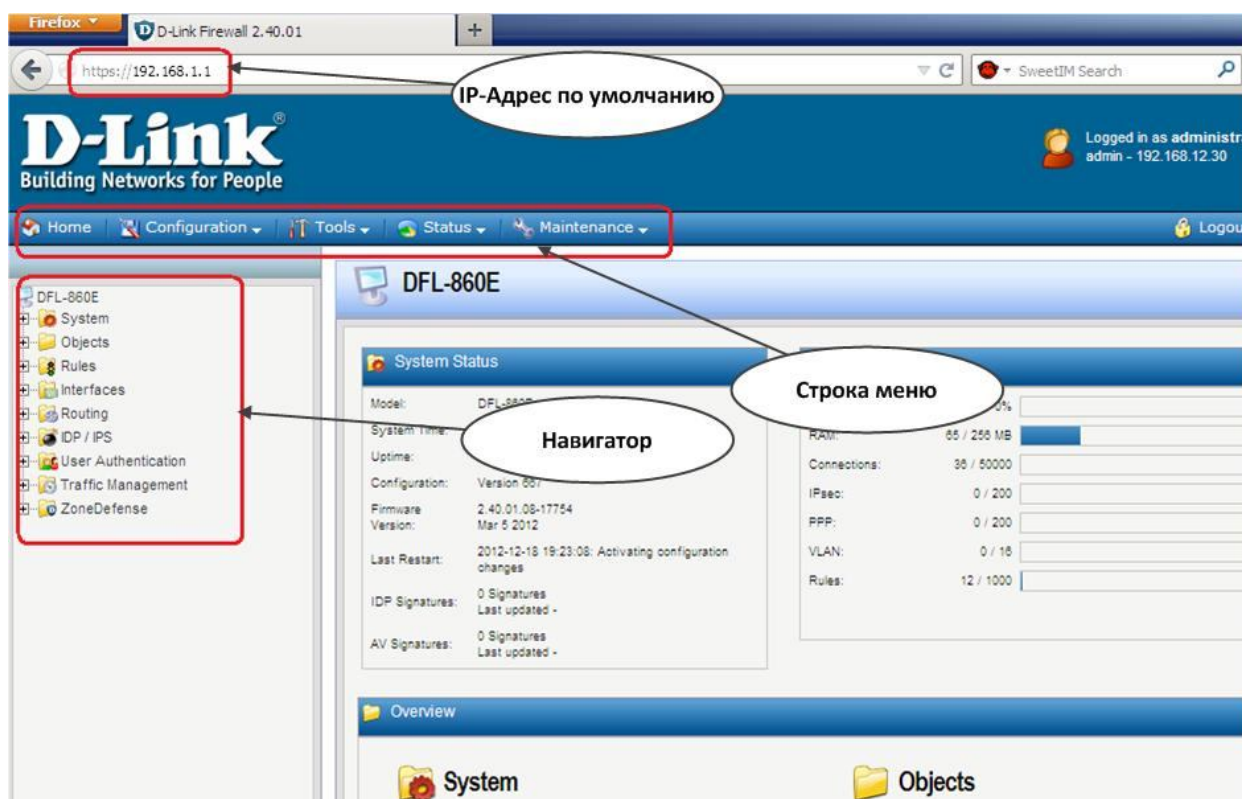 Firefox
D-Link Firewall 2.40.01
+
https://192.168.1.1
SweetIM Search
IP-Адрес по умолчанию
D-Link®
Building Networks for People
Logged in as
admin - 192.168.12.30
Home Configuration Tools Status Maintenance
DFL-860E
System
Objects
Rules
Interfaces
Routing
IDP / IPS
User Authentication
Traffic Management
ZoneDefense
Навигатор
Строка меню
DFL-860E
System Status
Model:
System Time:
Uptime:
Configuration: Version 667
Firmware Version: 2.40.01.08-17754
Mar 5 2012
Last Restart: 2012-12-18 19:23:08: Activating configuration
changes
IDP Signatures: 0 Signatures
Last updated -
AV Signatures: 0 Signatures
Last updated -
RAM: 65 / 256 MB
Connections: 36 / 50000
IPsec: 0 / 200
PPP: 0 / 200
VLAN: 0 / 16
Rules: 12 / 1000
Overview
System
Objects